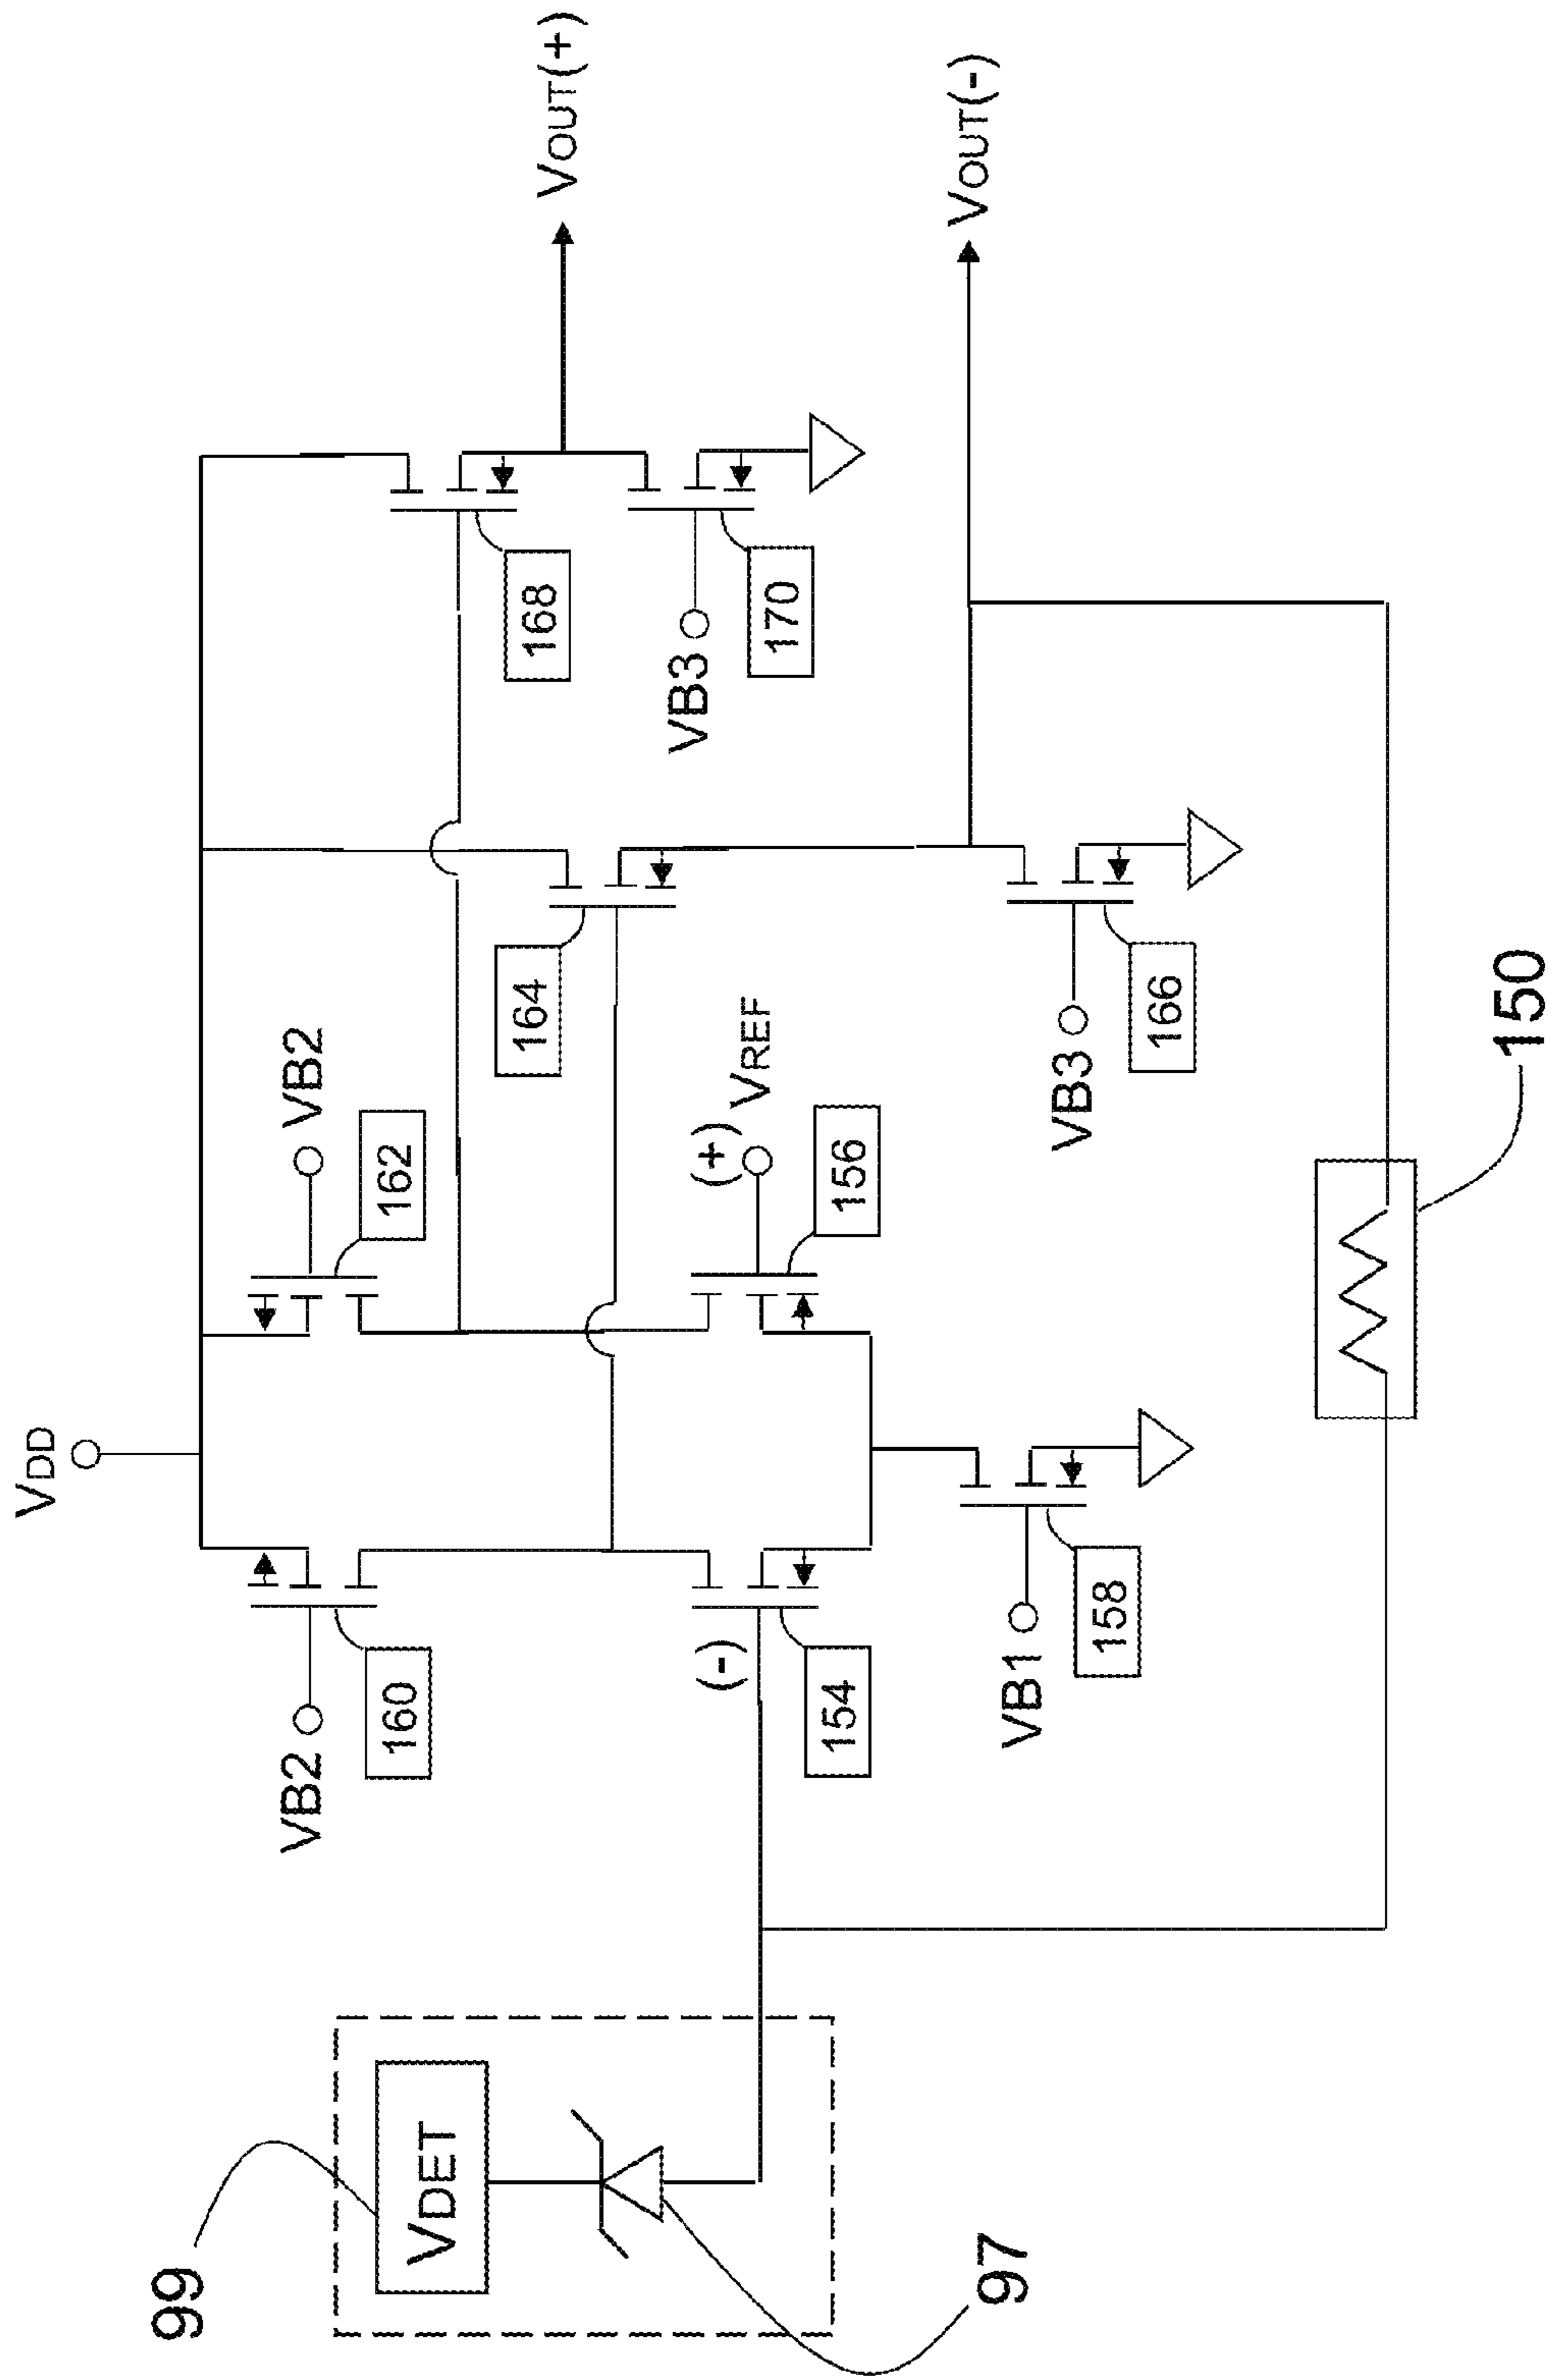 VDD
VB2
VB2
160
162
VOUT(+)
168
VB3
170
164
99
VDET
(-)
154
(+)
VREF
156
VOUT(-)
VB1
158
VB3
166
97
150